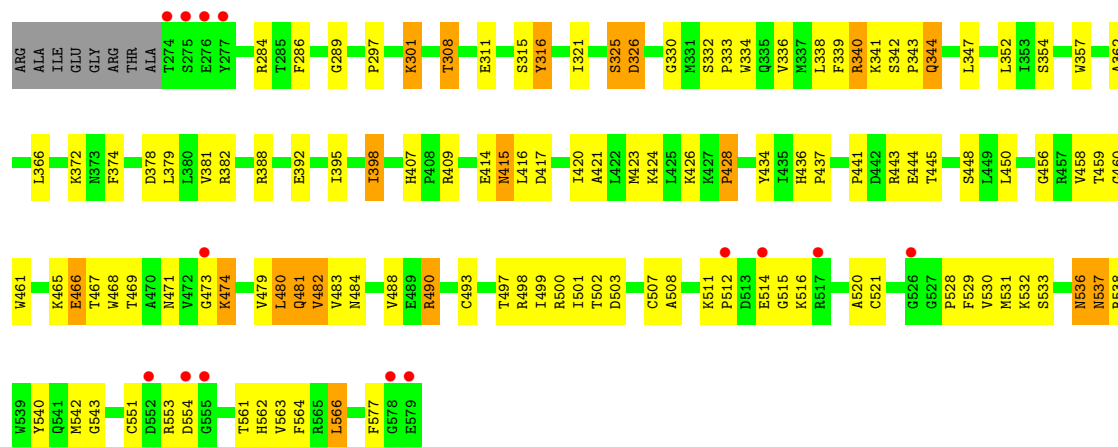 ARG ALA ILE GLU GLY ARG THR ALA T274 S275 E276 Y277 R284 T285 F286 G289 P297 K301 T308 E311 S315 Y316 I321 S325 D326 G330 M331 S332 P333 W334 Q335 V336 M337 L338 F339 R340 K341 S342 P343 Q344 L347 L352 I353 S354 W357 A362
L366 K372 N373 F374 D378 L379 L380 V381 R382 R388 E392 I395 I398 H407 P408 R409 E414 N415 L416 D417 I420 A421 L422 M423 K424 L425 K426 K427 P428 Y434 I435 H436 P437 P441 D442 R443 E444 T445 S448 L449 L450 G456 R457 V458 T459 G460
W461 K465 E466 T467 W468 T469 A470 N471 V472 G473 K474 V479 L480 Q481 V482 V483 N484 V488 E489 R490 C493 T497 R498 I499 R500 I501 T502 D503 C507 A508 K511 P512 D513 E514 G515 K516 R517 A520 C521 G526 G527 P528 F529 V530 M531 K532 S533 N536 N537 R538
W539 Y540 Q541 M542 G543 C551 D552 R553 D554 G555 T561 H562 V563 F564 R565 L566 F577 G578 E579